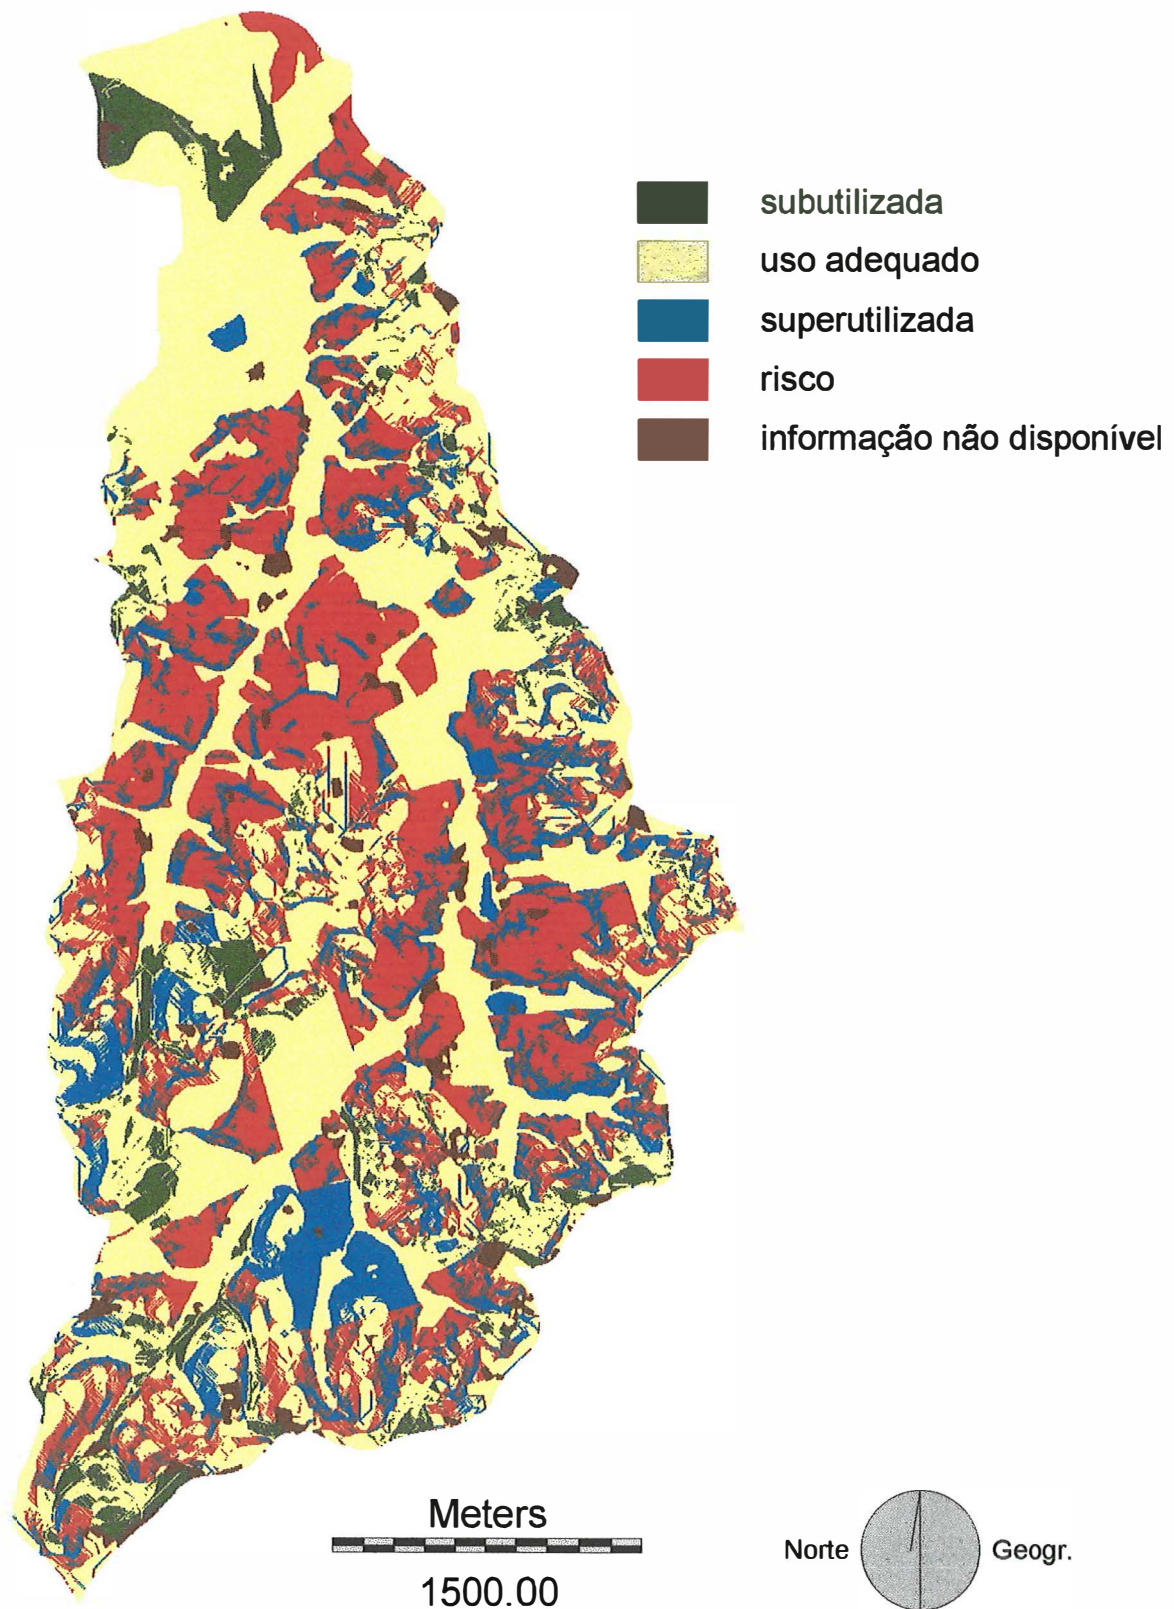 subutilizada
uso adequado
superutilizada
risco
informação não disponível
Meters
1500.00
Norte
Geogr.